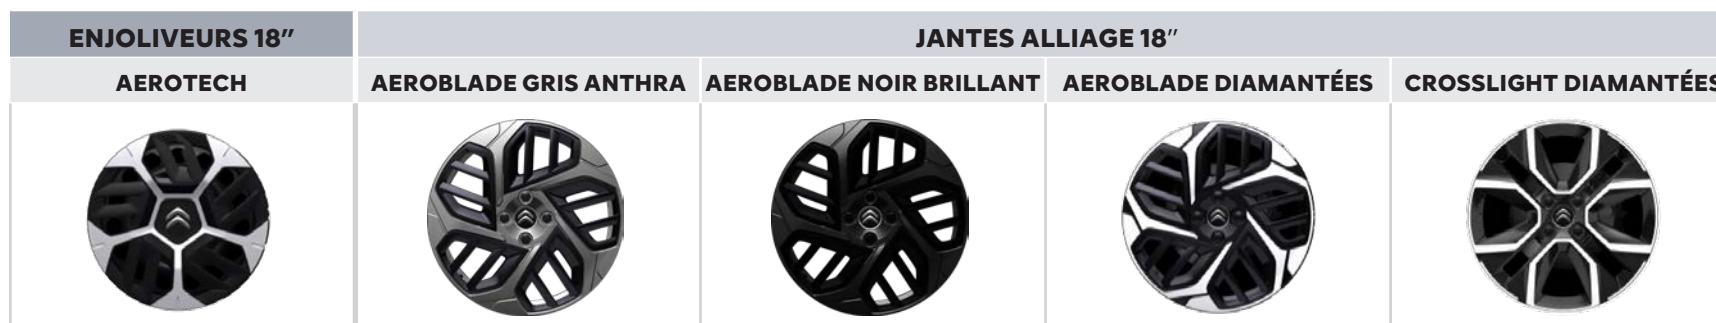 ENJOLIVEURS 18”
JANTES ALLIAGE 18″
AEROTECH
AEROBLADE GRIS ANTHRA
AEROBLADE NOIR BRILLANT
AEROBLADE DIAMANTÉES
CROSSLIGHT DIAMANTÉES